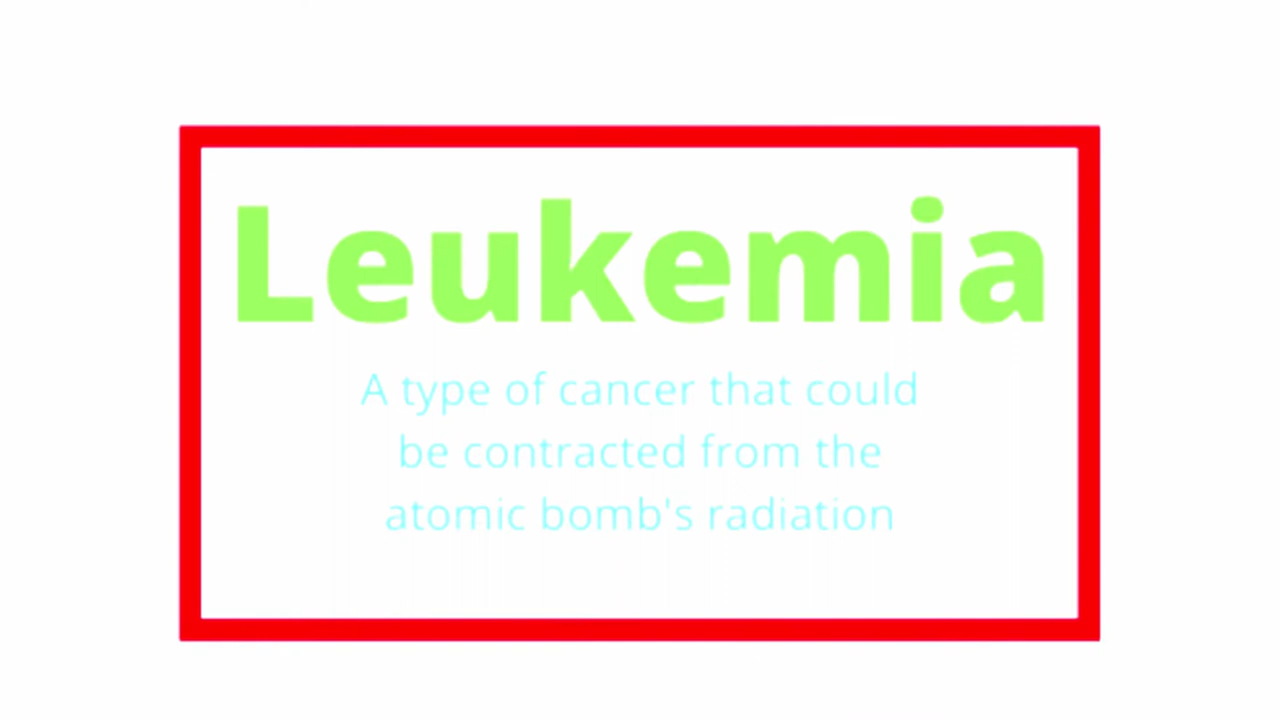 Leukemia
A type of cancer that could
be contracted from the
atomic bomb's radiation